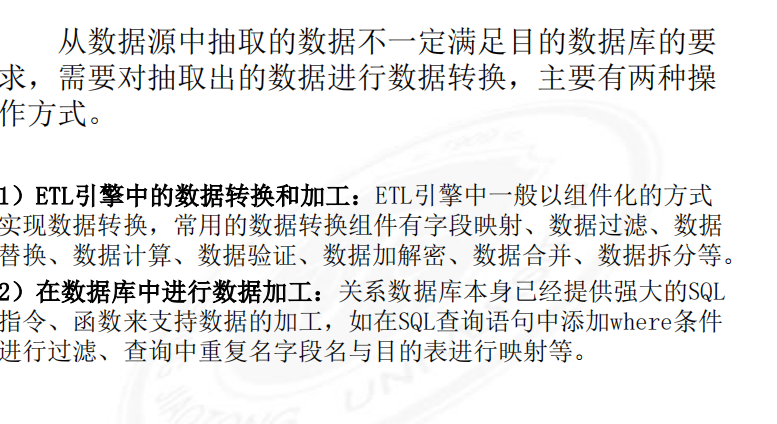 从数据源中抽取的数据不一定满足目的数据库的要
求，需要对抽取出的数据进行数据转换，主要有两种操
作方式。
1）ETL引擎中的数据转换和加工：ETL引擎中一般以组件化的方式
实现数据转换，常用的数据转换组件有字段映射、数据过滤、数据
替换、数据计算、数据验证、数据加解密、数据合并、数据拆分等。
2）在数据库中进行数据加工：关系数据库本身已经提供强大的SQL
指令、函数来支持数据的加工，如在SQL查询语句中添加where条件
进行过滤、查询中重复名字段名与目的表进行映射等。